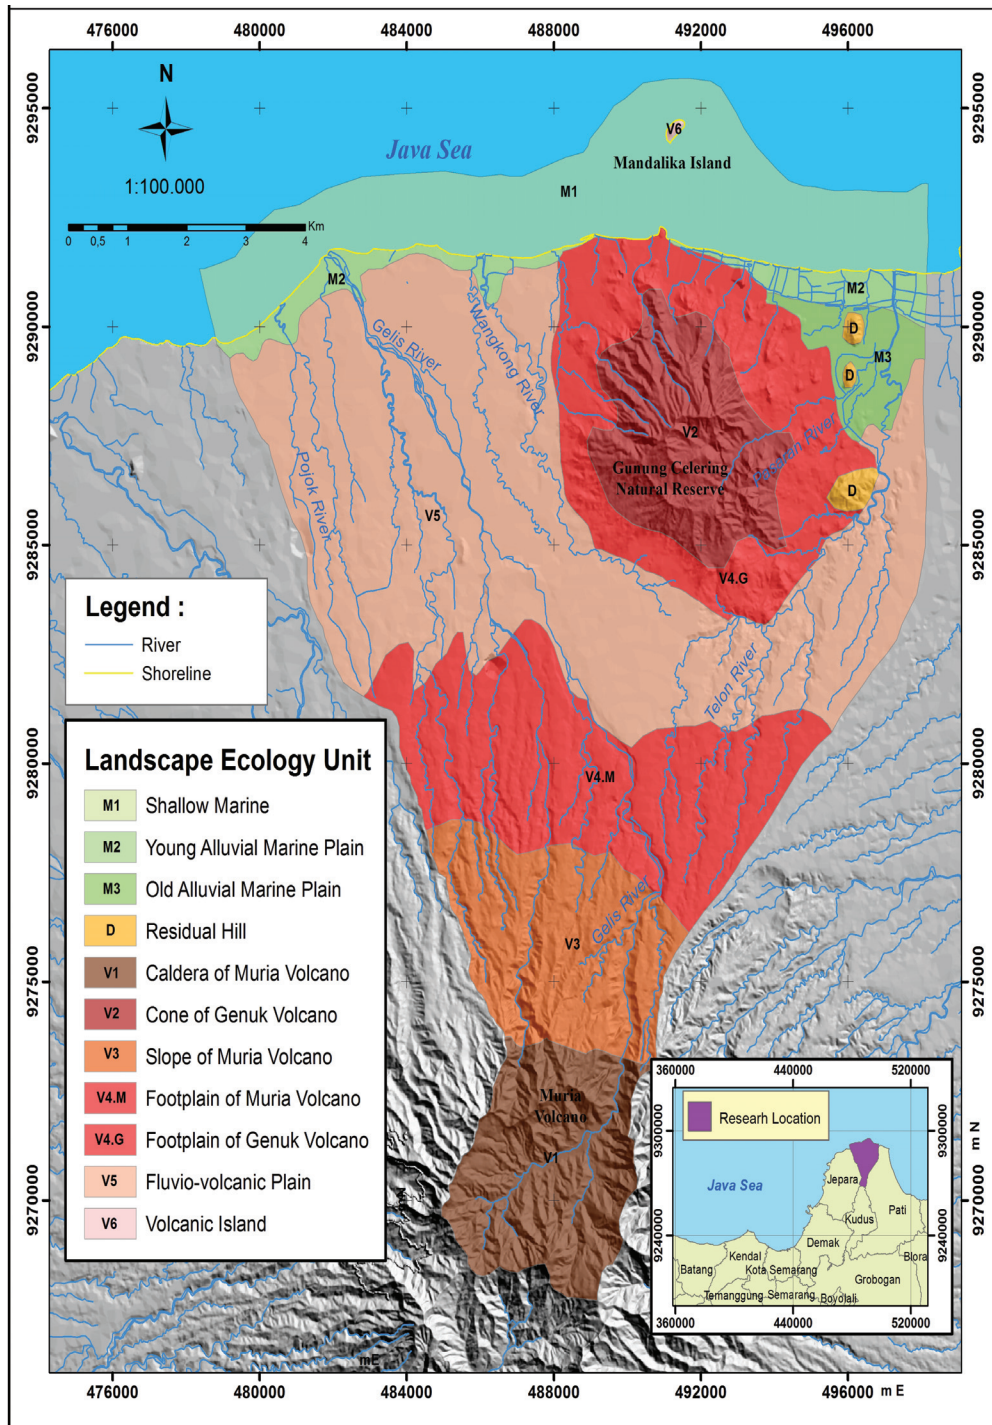 476000 480000 484000 488000 492000 496000
9295000
9290000
9285000
9280000
9275000
9270000
N
1:100.000
0 0,5 1 2 3 4 Km
Java Sea
V6
Mandalika Island
M1
M2
M2
D
M3
D
Gelis River
Wangkong River
V2
Gunung Celering
Natural Reserve
Pasokan River
D
Pojok River
V5
V4.G
Telon River
V4.M
Gelis River
V3
Muria
Volcano
V1
Legend :
River
Shoreline
Landscape Ecology Unit
M1 Shallow Marine
M2 Young Alluvial Marine Plain
M3 Old Alluvial Marine Plain
D Residual Hill
V1 Caldera of Muria Volcano
V2 Cone of Genuk Volcano
V3 Slope of Muria Volcano
V4.M Footplain of Muria Volcano
V4.G Footplain of Genuk Volcano
V5 Fluvio-volcanic Plain
V6 Volcanic Island
360000 440000 520000
Researh Location
9300000
9240000
Java Sea
Jepara
Pati
Kudus
Demak
Blora
Kendal
Kota Semarang
Batang
Grobogan
Temanggung
Semarang
Boyolali
360000 440000 520000
9295000
9290000
9285000
9280000
9275000
9270000 m N
mE
476000 480000 484000 488000 492000 496000 m E